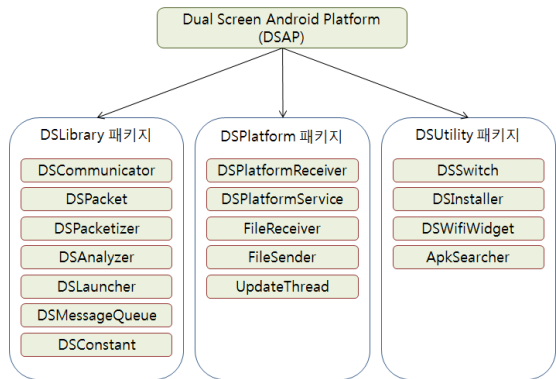 Dual Screen Android Platform
(DSAP)
DSLibrary 패키지
DSCommunicator
DSPacket
DSPacketizer
DSAnalyzer
DSLauncher
DSMessageQueue
DSConstant
DSPlatform 패키지
DSPlatformReceiver
DSPlatformService
FileReceiver
FileSender
UpdateThread
DSUtility 패키지
DSSwitch
DSInstaller
DSWifiWidget
ApkSearcher